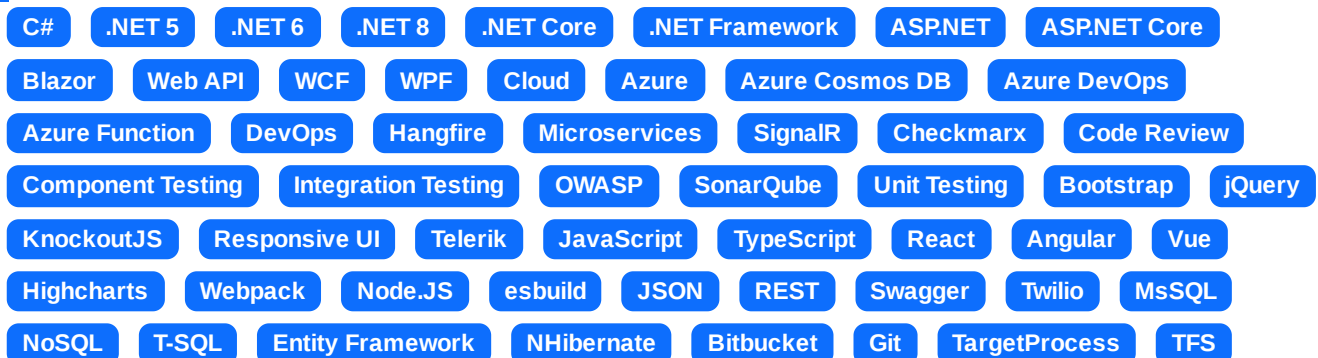 C# .NET 5 .NET 6 .NET 8 .NET Core .NET Framework ASP.NET ASP.NET Core
Blazor Web API WCF WPF Cloud Azure Azure Cosmos DB Azure DevOps
Azure Function DevOps Hangfire Microservices SignalR Checkmarx Code Review
Component Testing Integration Testing OWASP SonarQube Unit Testing Bootstrap jQuery
KnockoutJS Responsive UI Telerik JavaScript TypeScript React Angular Vue
Highcharts Webpack Node.JS esbuild JSON REST Swagger Twilio MsSQL
NoSQL T-SQL Entity Framework NHibernate Bitbucket Git TargetProcess TFS